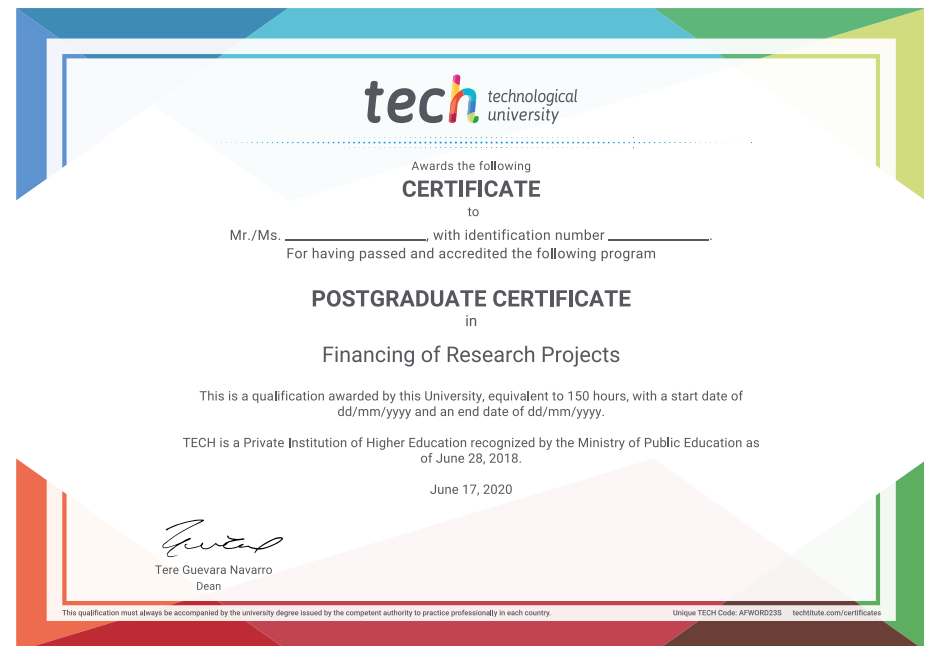 tech technological
university
Awards the following
CERTIFICATE
to
Mr./Ms. ____________________, with identification number ______________.
For having passed and accredited the following program
POSTGRADUATE CERTIFICATE
in
Financing of Research Projects
This is a qualification awarded by this University, equivalent to 150 hours, with a start date of
dd/mm/yyyy and an end date of dd/mm/yyyy.
TECH is a Private Institution of Higher Education recognized by the Ministry of Public Education as
of June 28, 2018.
June 17, 2020
Tere Guevara Navarro
Dean
This qualification must always be accompanied by the university degree issued by the competent authority to practice professionally in each country.
Unique TECH Code: AFWORD23S techtitute.com/certificates